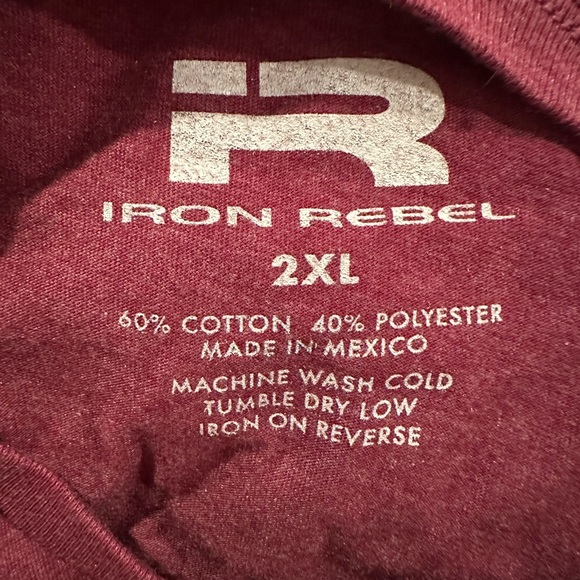 IR
IRON REBEL
2XL
60% COTTON 40% POLYESTER
MADE IN MEXICO
MACHINE WASH COLD
TUMBLE DRY LOW
IRON ON REVERSE